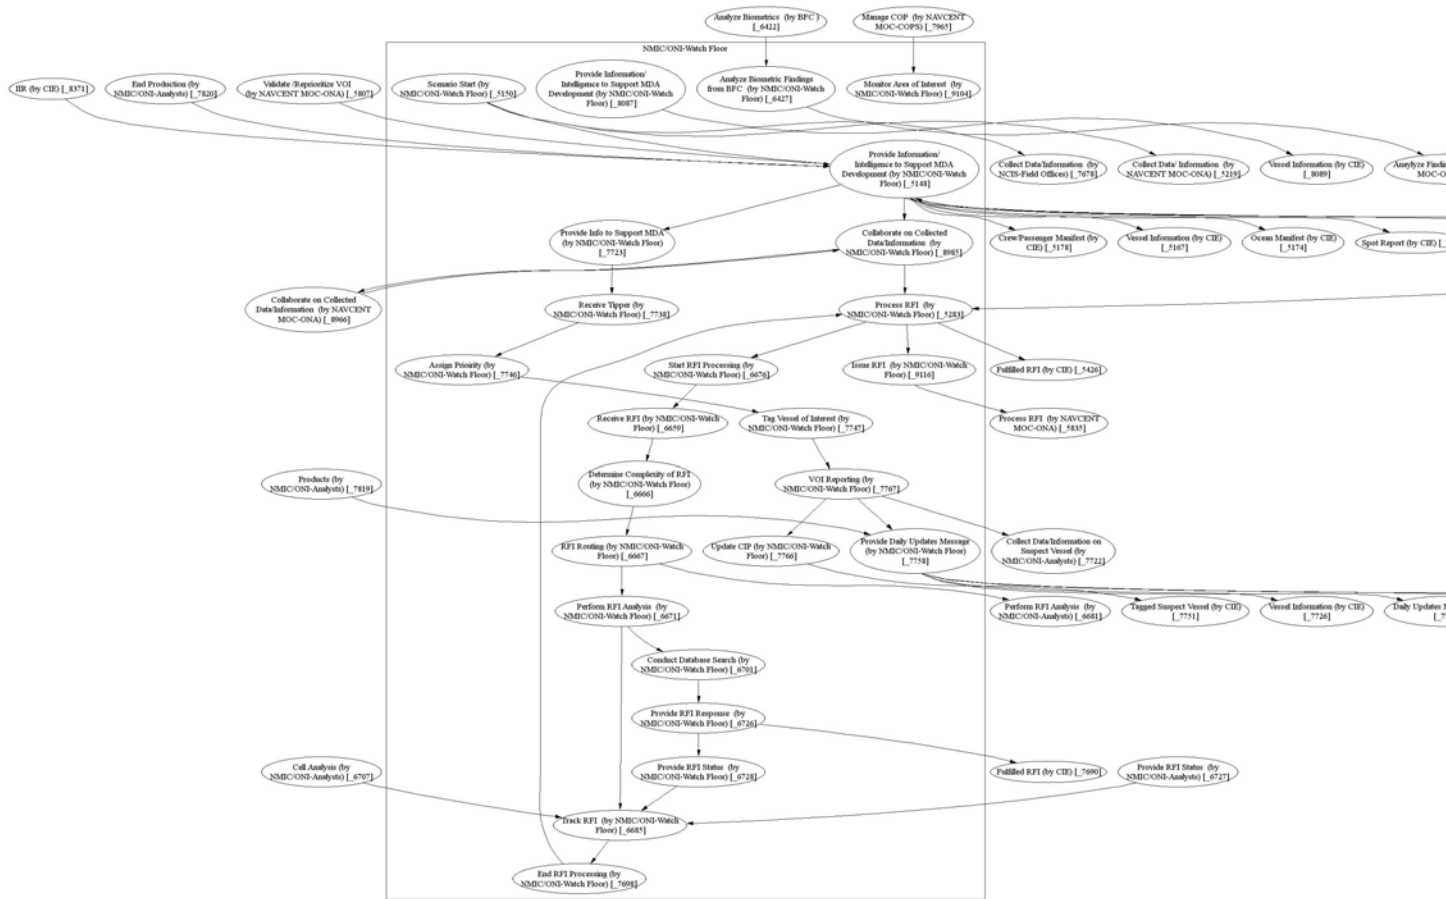 Analyze Biometrics (by BFC )
[_6422]
Manage COP (by NAVCENT
MOC-COPS) [_7965]
NMIC/ONI-Watch Floor
IIR (by CIE) [_8371]
End Production (by
NMIC/ONI-Analysts) [_7820]
Validate /Reprioritize VOI
(by NAVCENT MOC-ONA) [_5807]
Scenario Start (by
NMIC/ONI-Watch Floor) [_5150]
Provide Information/
Intelligence to Support MDA
Development (by NMIC/ONI-Watch
Floor) [_8087]
Analyze Biometric Findings
from BFC (by NMIC/ONI-Watch
Floor) [_6427]
Monitor Area of Interest (by
NMIC/ONI-Watch Floor) [_9104]
Provide Information/
Intelligence to Support MDA
Development (by NMIC/ONI-Watch
Floor) [_5148]
Collect Data/Information (by
NCIS-Field Offices) [_7678]
Collect Data/ Information (by
NAVCENT MOC-ONA) [_5219]
Vessel Information (by CIE)
[_8089]
Anaylyze Findin
MOC-O
Provide Info to Support MDA
(by NMIC/ONI-Watch Floor)
[_7723]
Collaborate on Collected
Data/Information (by
NMIC/ONI-Watch Floor) [_8985]
Crew/Passenger Manifest (by
CIE) [_5178]
Vessel Information (by CIE)
[_5167]
Ocean Manifest (by CIE)
[_5174]
Spot Report (by CIE) [_
Collaborate on Collected
Data/Information (by NAVCENT
MOC-ONA) [_8966]
Receive Tipper (by
NMIC/ONI-Watch Floor) [_7738]
Process RFI (by
NMIC/ONI-Watch Floor) [_5283]
Assign Prioirity (by
NMIC/ONI-Watch Floor) [_7746]
Start RFI Processing (by
NMIC/ONI-Watch Floor) [_6676]
Issue RFI (by NMIC/ONI-Watch
Floor) [_9116]
Fulfilled RFI (by CIE) [_5426]
Receive RFI (by NMIC/ONI-Watch
Floor) [_6659]
Tag Vessel of Interest (by
NMIC/ONI-Watch Floor) [_7747]
Process RFI (by NAVCENT
MOC-ONA) [_5835]
Products (by
NMIC/ONI-Analysts) [_7819]
Determine Complexity of RFI
(by NMIC/ONI-Watch Floor)
[_6666]
VOI Reporting (by
NMIC/ONI-Watch Floor) [_7767]
RFI Routing (by NMIC/ONI-Watch
Floor) [_6667]
Update CIP (by NMIC/ONI-Watch
Floor) [_7766]
Provide Daily Updates Message
(by NMIC/ONI-Watch Floor)
[_7758]
Collect Data/Information on
Suspect Vessel (by
NMIC/ONI-Analysts) [_7722]
Perform RFI Analysis (by
NMIC/ONI-Watch Floor) [_6671]
Perform RFI Analysis (by
NMIC/ONI-Analysts) [_6681]
Tagged Suspect Vessel (by CIE)
[_7751]
Vessel Information (by CIE)
[_7726]
Daily Updates M
[_7
Conduct Database Search (by
NMIC/ONI-Watch Floor) [_6701]
Provide RFI Response (by
NMIC/ONI-Watch Floor) [_6726]
Cell Analysis (by
NMIC/ONI-Analysts) [_6707]
Provide RFI Status (by
NMIC/ONI-Watch Floor) [_6728]
Fulfilled RFI (by CIE) [_7690]
Provide RFI Status (by
NMIC/ONI-Analysts) [_6727]
Track RFI (by NMIC/ONI-Watch
Floor) [_6685]
End RFI Processing (by
NMIC/ONI-Watch Floor) [_7698]